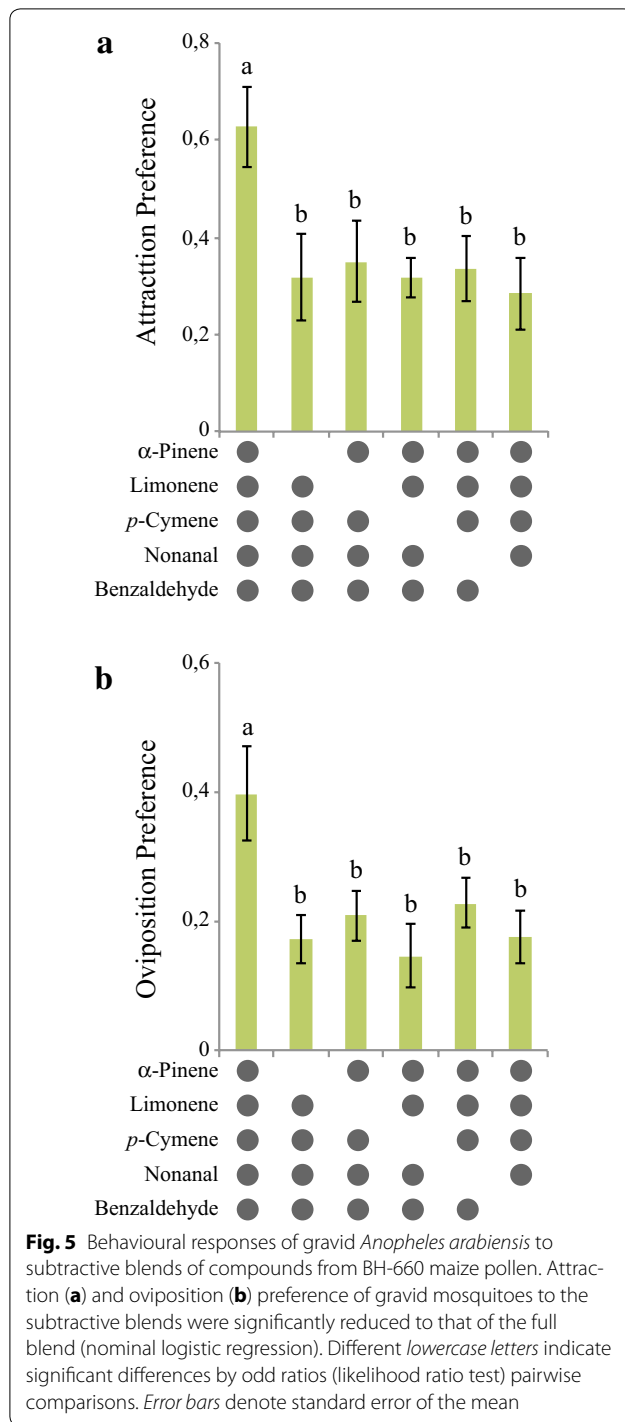 a
0,8
a
0,6
b
b
b
b
b
0,4
0,2
0
Attracttion Preference
α-Pinene
Limonene
p-Cymene
Nonanal
Benzaldehyde
b
0,6
a
0,4
b
b
b
b
b
0,2
0
Oviposition Preference
α-Pinene
Limonene
p-Cymene
Nonanal
Benzaldehyde
Fig. 5 Behavioural responses of gravid Anopheles arabiensis to
subtractive blends of compounds from BH-660 maize pollen. Attrac-
tion (a) and oviposition (b) preference of gravid mosquitoes to the
subtractive blends were significantly reduced to that of the full
blend (nominal logistic regression). Different lowercase letters indicate
significant differences by odd ratios (likelihood ratio test) pairwise
comparisons. Error bars denote standard error of the mean